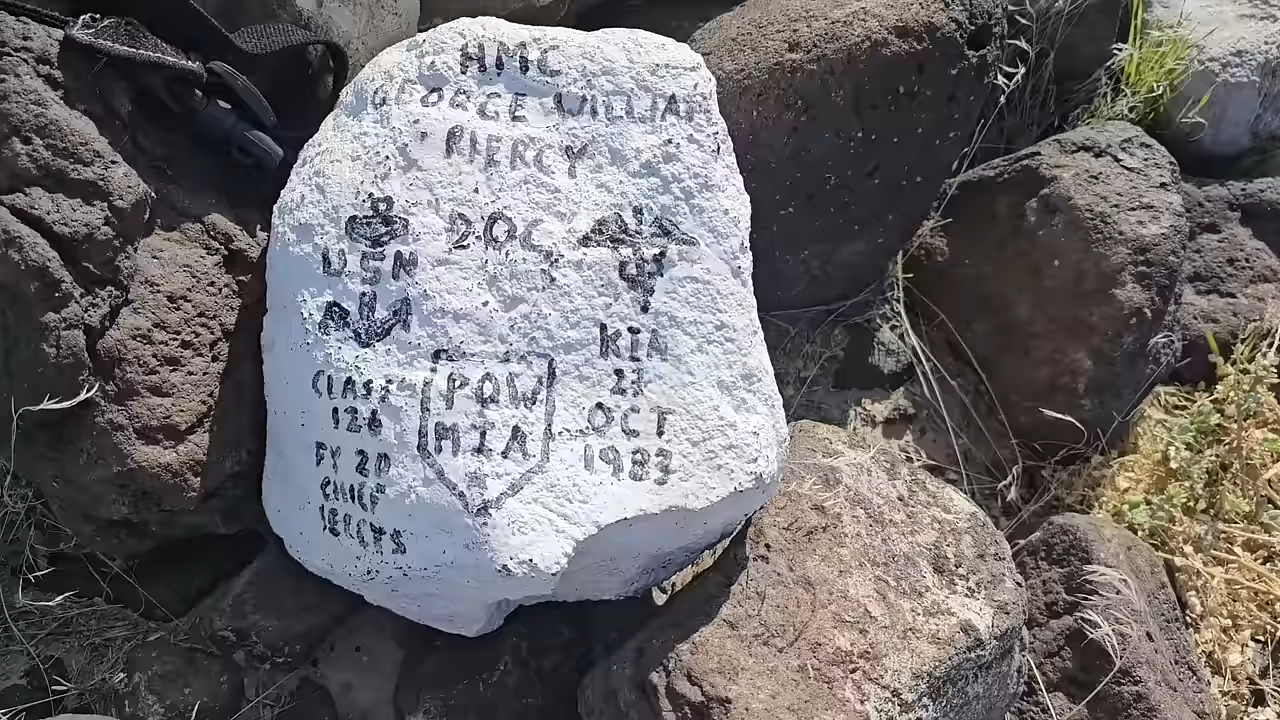 HMC
GEORGE WILLIAM
PIERCY
DOC
USN
CLASS
126
FY 20
CHIEF
SELECTS
POW
MIA
KIA
23
OCT
1983